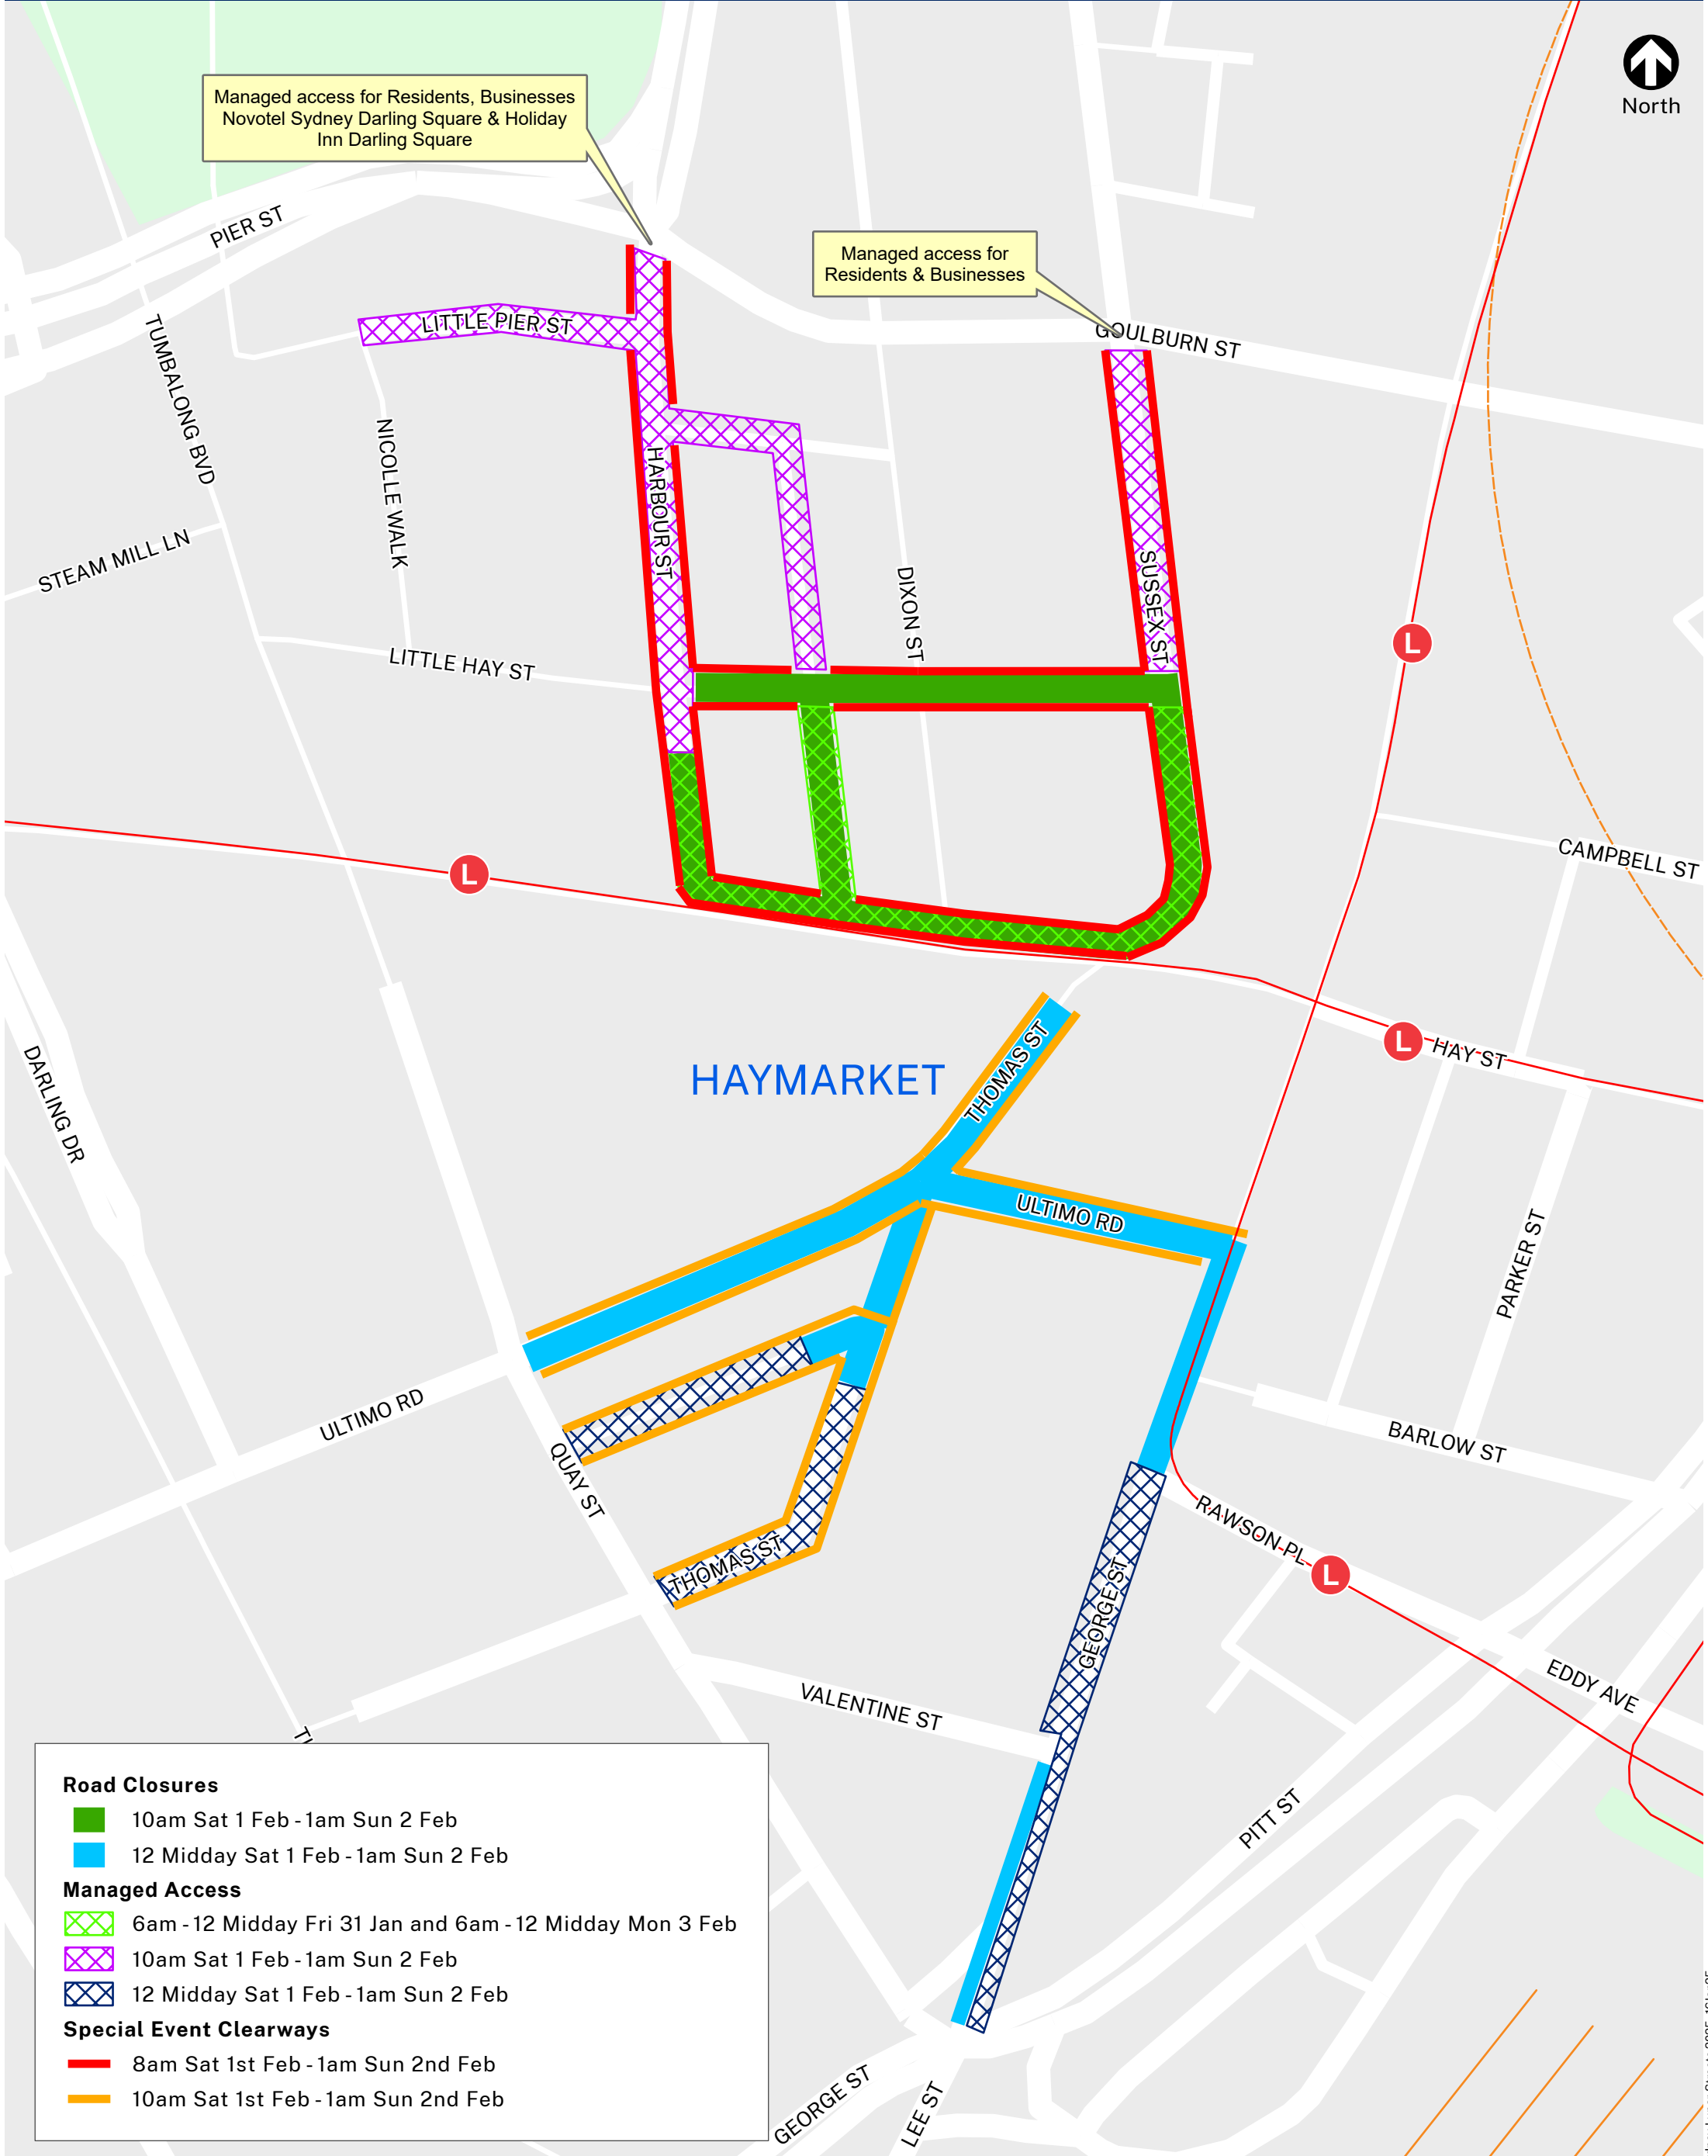 North
Managed access for Residents, Businesses
Novotel Sydney Darling Square & Holiday
Inn Darling Square
PIER ST
Managed access for
Residents & Businesses
GOULBURN ST
LITTLE PIER ST
TUMBALONG BVD
NICOLLE WALK
HARBOUR ST
STEAM MILL LN
DIXON ST
SUSSEX ST
LITTLE HAY ST
L
CAMPBELL ST
L
L
HAY ST
DARLING DR
HAYMARKET
THOMAS ST
ULTIMO RD
PARKER ST
ULTIMO RD
QUAY ST
BARLOW ST
RAWSON PL
L
THOMAS ST
GEORGE ST
VALENTINE ST
EDDY AVE
PITT ST
GEORGE ST
LEE ST
Road Closures
10am Sat 1 Feb - 1am Sun 2 Feb
12 Midday Sat 1 Feb - 1am Sun 2 Feb
Managed Access
6am - 12 Midday Fri 31 Jan and 6am - 12 Midday Mon 3 Feb
10am Sat 1 Feb - 1am Sun 2 Feb
12 Midday Sat 1 Feb - 1am Sun 2 Feb
Special Event Clearways
8am Sat 1st Feb - 1am Sun 2nd Feb
10am Sat 1st Feb - 1am Sun 2nd Feb